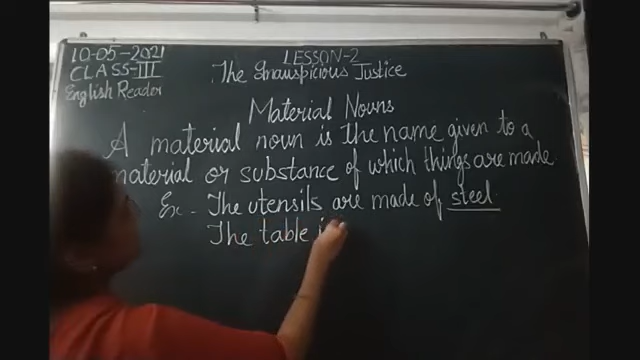 10-05-2021
CLASS-III
English Reader
LESSON-2
The Inauspicious Justice
Material Nouns
A material noun is the name given to a
material or substance of which things are made.
Ex - The utensils are made of steel.
The table i